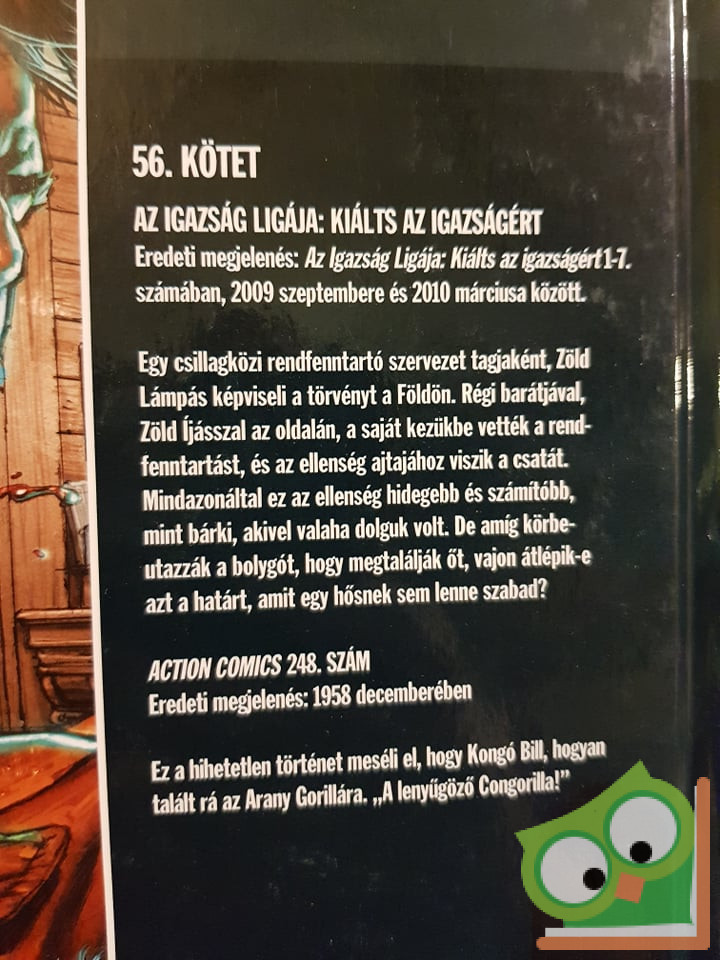 56. KÖTET
AZ IGAZSÁG LIGÁJA: KIÁLTS AZ IGAZSÁGÉRT
Eredeti megjelenés: Az Igazság Ligája: Kiálts az igazságért 1-7.
számában, 2009 szeptembere és 2010 márciusa között.
Egy csillagközi rendfenntartó szervezet tagjaként, Zöld
Lámpás képviseli a törvényt a Földön. Régi barátjával,
Zöld Íjásszal az oldalán, a saját kezükbe vették a rend-
fenntartást, és az ellenség ajtajához viszik a csatát.
Mindazonáltal ez az ellenség hidegebb és számítóbb,
mint bárki, akivel valaha dolguk volt. De amíg körbe-
utazzák a bolygót, hogy megtalálják őt, vajon átlépik-e
azt a határt, amit egy hősnek sem lenne szabad?
ACTION COMICS 248. SZÁM
Eredeti megjelenés: 1958 decemberében
Ez a hihetetlen történet meséli el, hogy Kongó Bill, hogyan
talált rá az Arany Gorillára. „A lenyűgöző Congorilla!”